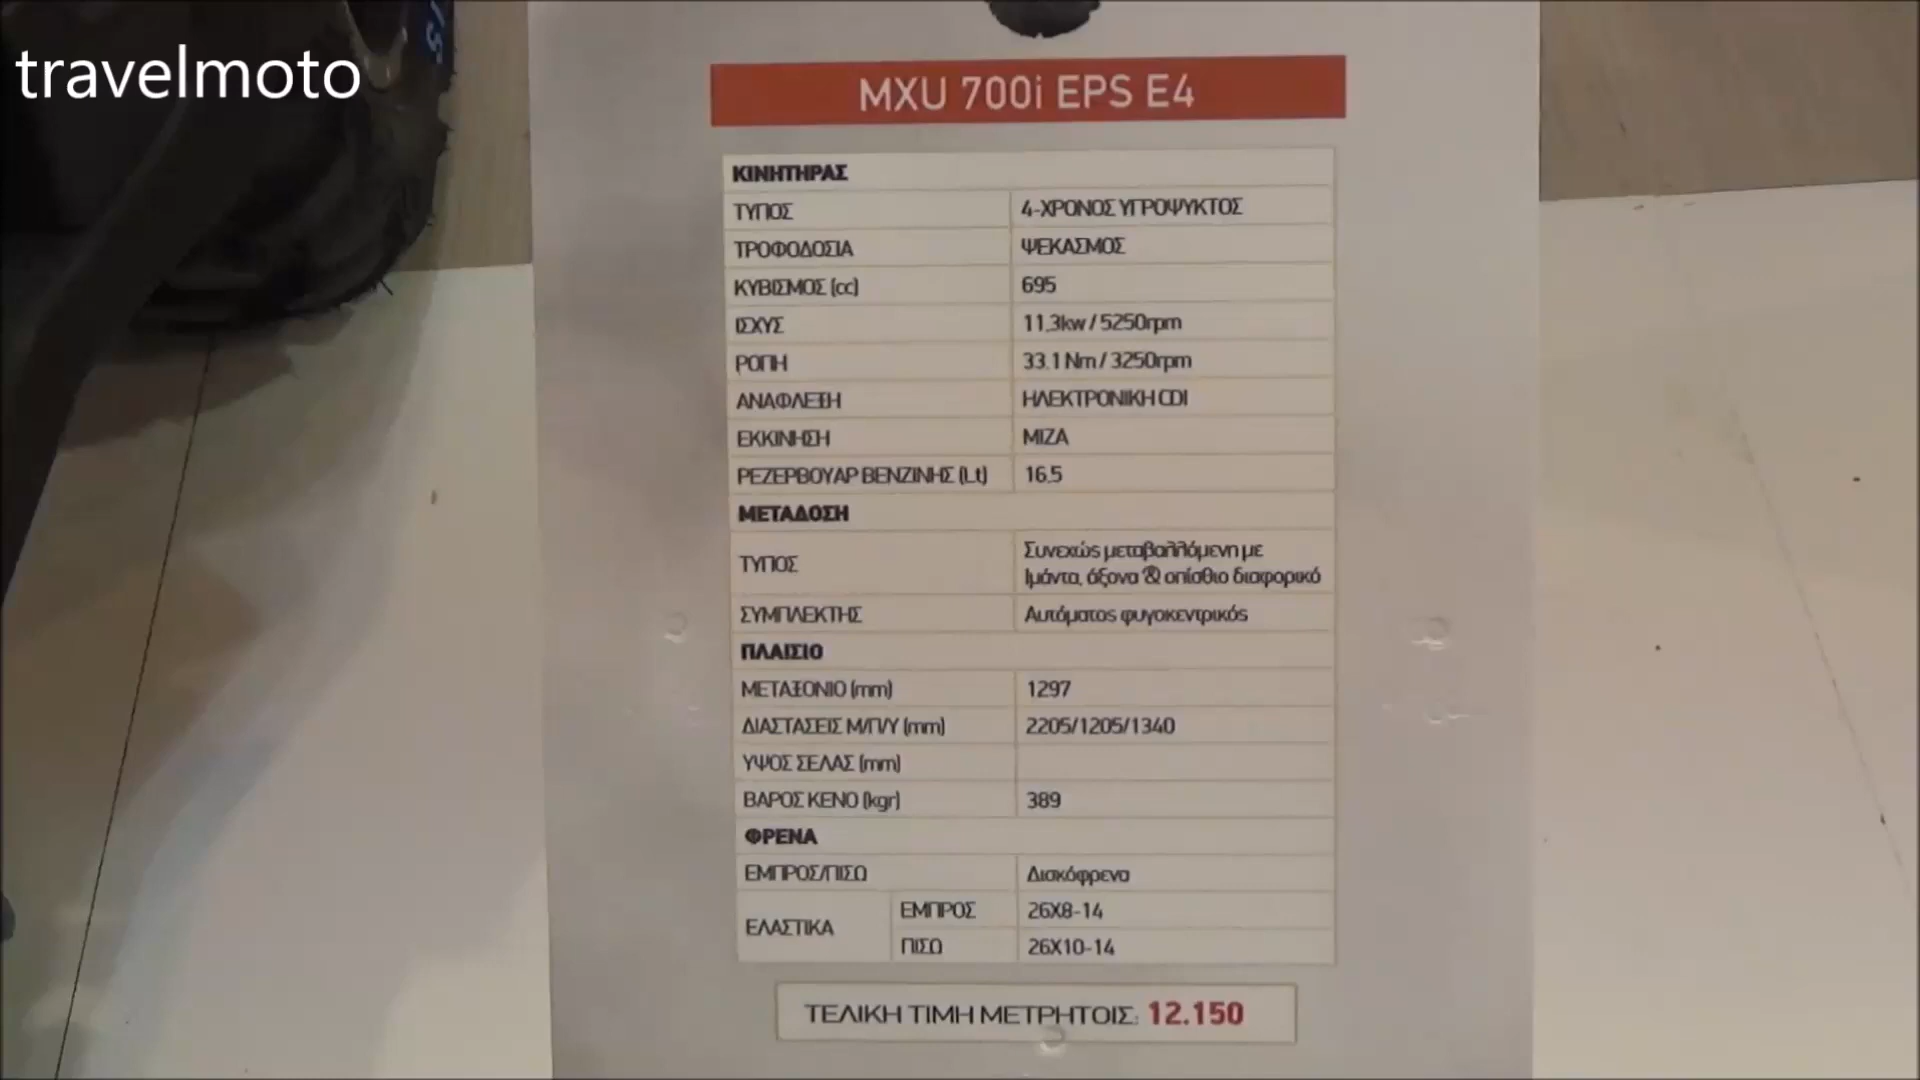 travelmoto
MXU 700i EPS E4
ΚΙΝΗΤΗΡΑΣ
ΤΥΠΟΣ 4-ΧΡΟΝΟΣ ΥΓΡΟΨΥΚΤΟΣ
ΤΡΟΦΟΔΟΣΙΑ ΨΕΚΑΣΜΟΣ
ΚΥΒΙΣΜΟΣ (cc) 695
ΙΣΧΥΣ 11.3kw / 5250rpm
ΡΟΠΗ 33.1 Nm / 3250rpm
ΑΝΑΦΛΕΞΗ ΗΛΕΚΤΡΟΝΙΚΗ CDI
ΕΚΚΙΝΗΣΗ ΜΙΖΑ
ΡΕΖΕΡΒΟΥΑΡ ΒΕΝΖΙΝΗΣ (Lt) 16.5
ΜΕΤΑΔΟΣΗ
ΤΥΠΟΣ Συνεχώς μεταβαλλόμενη με
Ιμάντα, άξονα & οπίσθιο διαφορικό
ΣΥΜΠΛΕΚΤΗΣ Αυτόματος φυγοκεντρικός
ΠΛΑΙΣΙΟ
ΜΕΤΑΞΟΝΙΟ (mm) 1297
ΔΙΑΣΤΑΣΕΙΣ Μ/Π/Υ (mm) 2205/1205/1340
ΥΨΟΣ ΣΕΛΑΣ (mm)
ΒΑΡΟΣ ΚΕΝΟ (kgr) 389
ΦΡΕΝΑ
ΕΜΠΡΟΣ/ΠΙΣΩ Δισκόφρενα
ΕΛΑΣΤΙΚΑ ΕΜΠΡΟΣ 26X8-14
ΠΙΣΩ 26X10-14
ΤΕΛΙΚΗ ΤΙΜΗ ΜΕΤΡΗΤΟΙΣ: 12.150